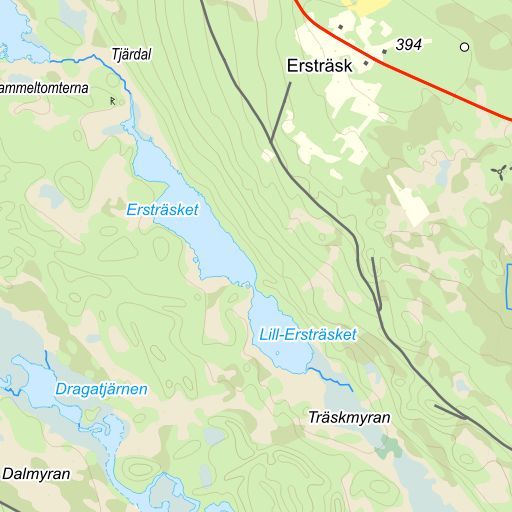 394
Tjärdal
Ersträsk
ammeltomterna
R
Ersträsket
Lill-Ersträsket
Dragatjärnen
Träskmyran
Dalmyran